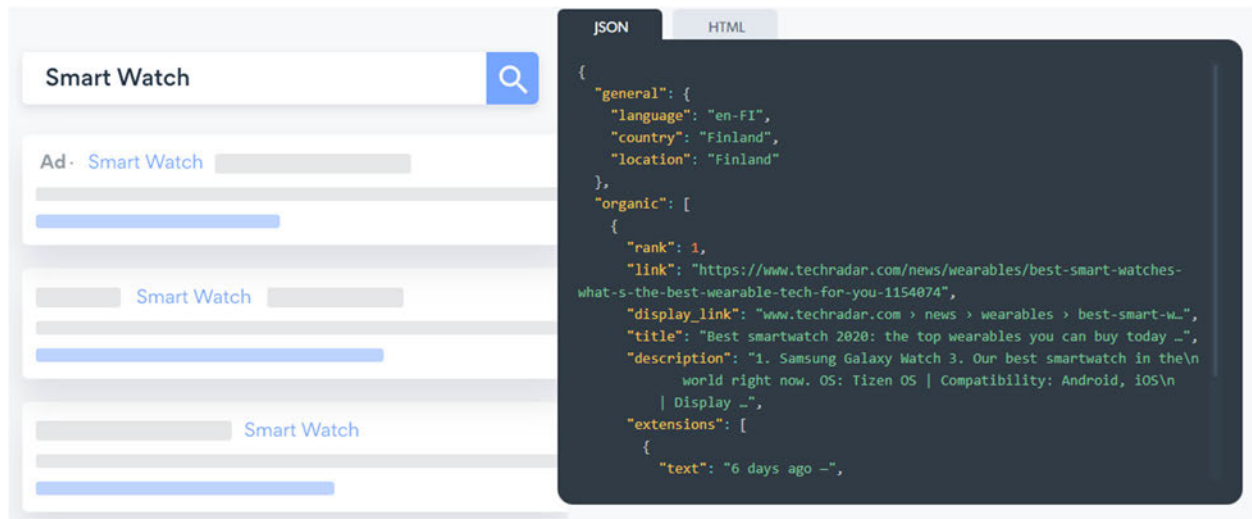 Smart Watch
Ad · Smart Watch
Smart Watch
Smart Watch
JSON
HTML
{
"general": {
"language": "en-FI",
"country": "Finland",
"location": "Finland"
},
"organic": [
{
"rank": 1,
"link": "https://www.techradar.com/news/wearables/best-smart-watches-
what-s-the-best-wearable-tech-for-you-1154074",
"display_link": "www.techradar.com › news › wearables › best-smart-w…",
"title": "Best smartwatch 2020: the top wearables you can buy today …",
"description": "1. Samsung Galaxy Watch 3. Our best smartwatch in the\n
world right now. OS: Tizen OS | Compatibility: Android, iOS\n
| Display …",
"extensions": [
{
"text": "6 days ago —",